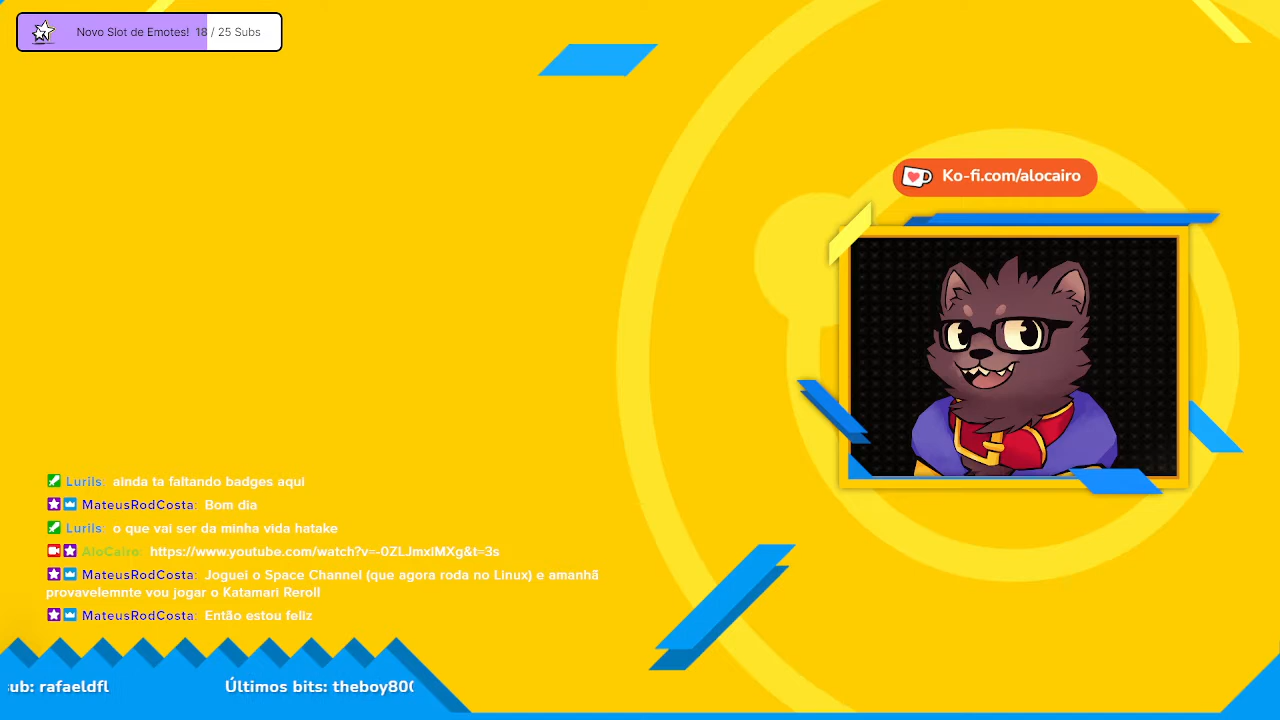 Novo Slot de Emotes! 18 / 25 Subs
Ko-fi.com/alocairo
Lurils: ainda ta faltando badges aqui
MateusRodCosta: Bom dia
Lurils: o que vai ser da minha vida hatake
AloCairo: https://www.youtube.com/watch?v=-0ZLJmxlMXg&t=3s
MateusRodCosta: Joguei o Space Channel (que agora roda no Linux) e amanhã
provavelemnte vou jogar o Katamari Reroll
MateusRodCosta: Então estou feliz
sub: rafaeldfl Últimos bits: theboy800